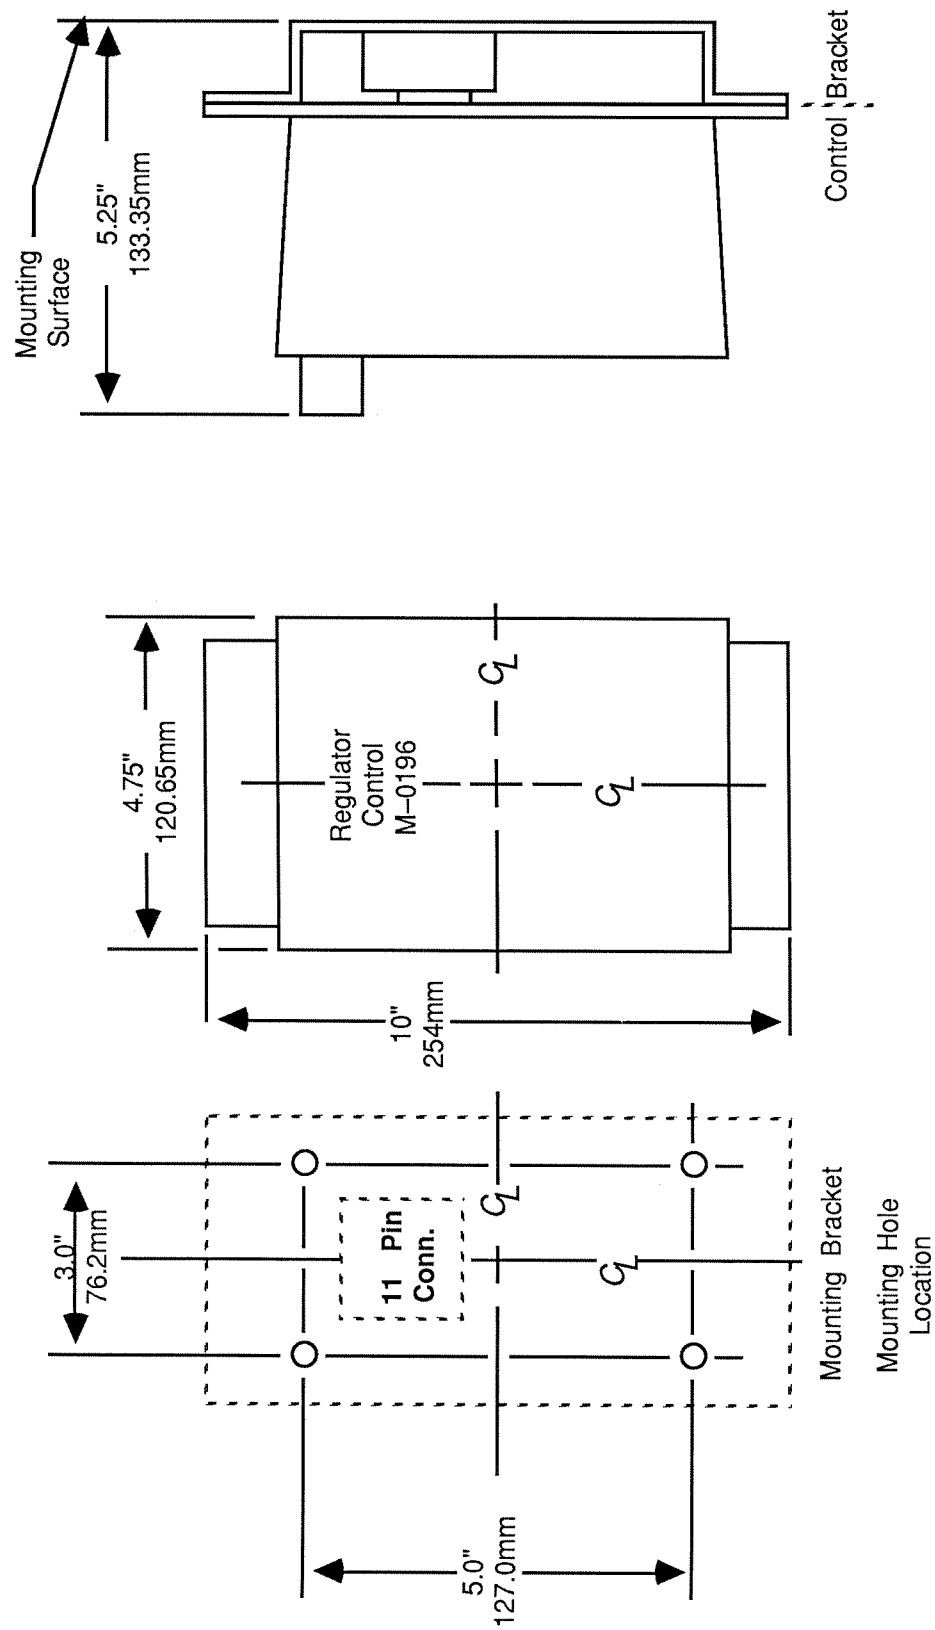 3.0"
76.2mm
11 Pin
Conn.
CL
CL
5.0"
127.0mm
Mounting Bracket
Mounting Hole
Location
4.75"
120.65mm
Regulator
Control
M–0196
CL
CL
10"
254mm
Mounting
Surface
5.25"
133.35mm
Control Bracket